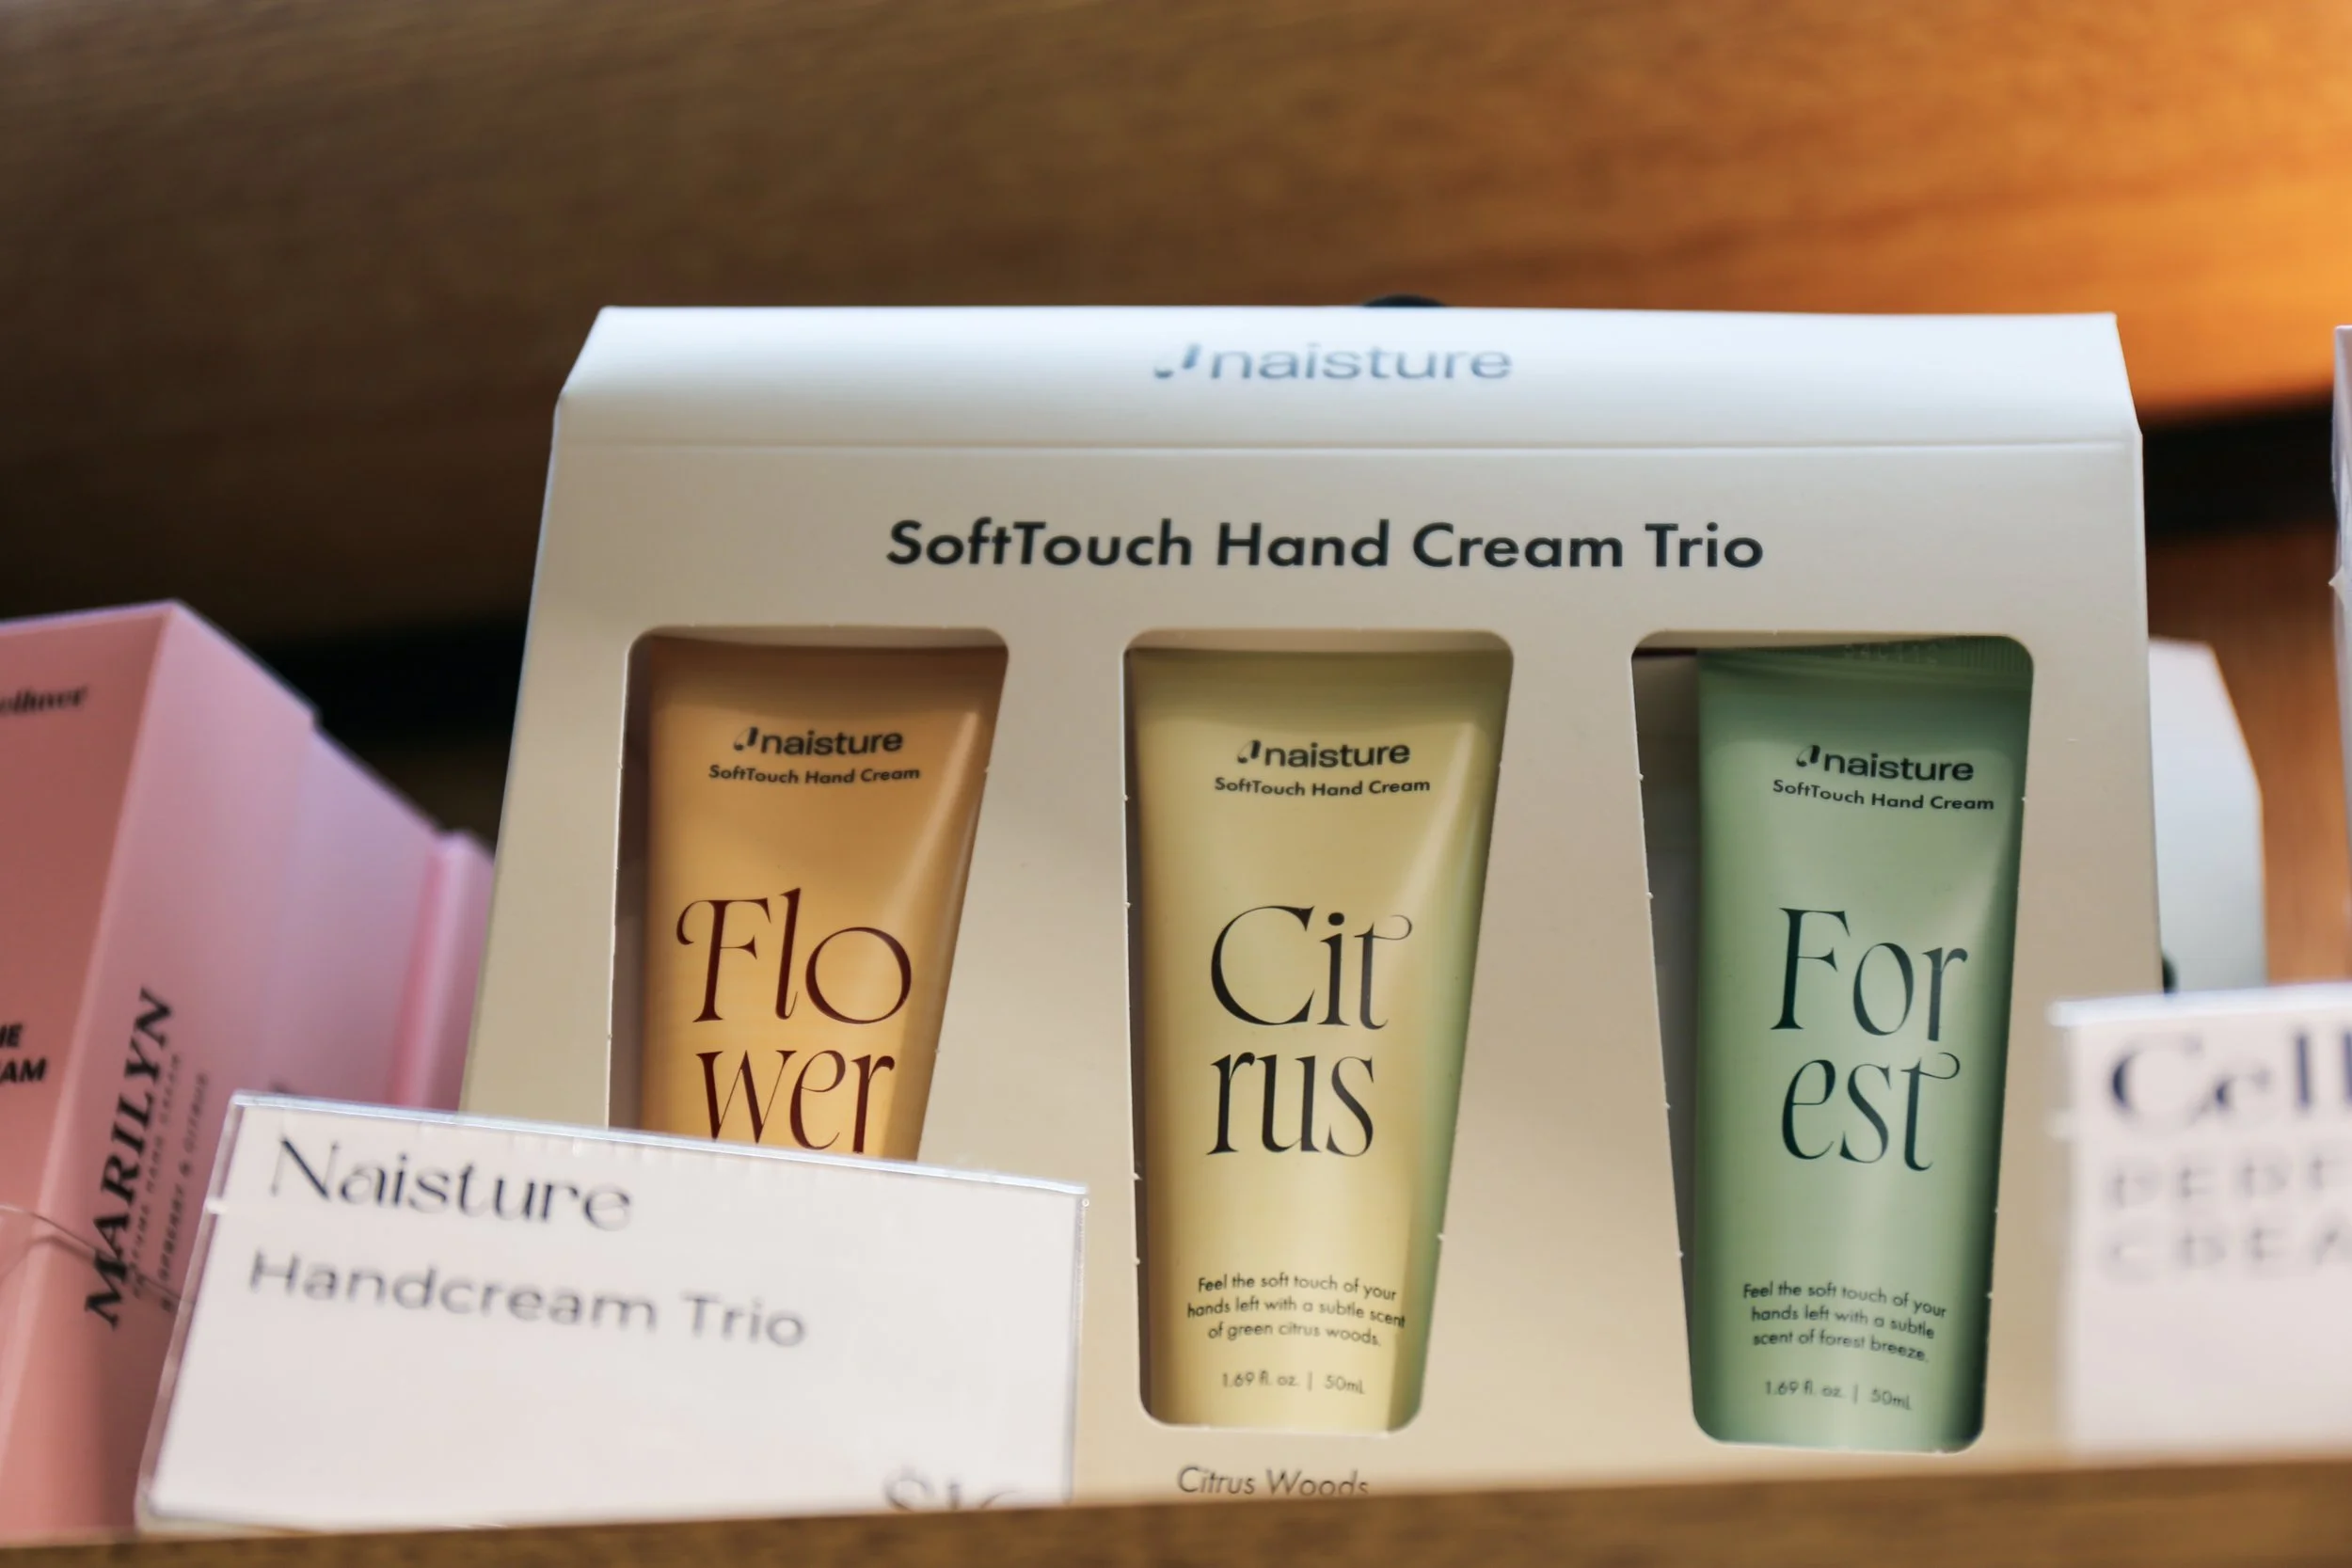 naisture
SoftTouch Hand Cream Trio
naisture
SoftTouch Hand Cream
Flo
wer
naisture
SoftTouch Hand Cream
Cit
rus
Feel the soft touch of your
hands left with a subtle scent
of green citrus woods.
1.69 fl. oz. | 50mL
naisture
SoftTouch Hand Cream
For
est
Feel the soft touch of your
hands left with a subtle
scent of forest breeze.
1.69 fl. oz. | 50mL
Citrus Woods
Naisture
Handcream Trio
MARILYN